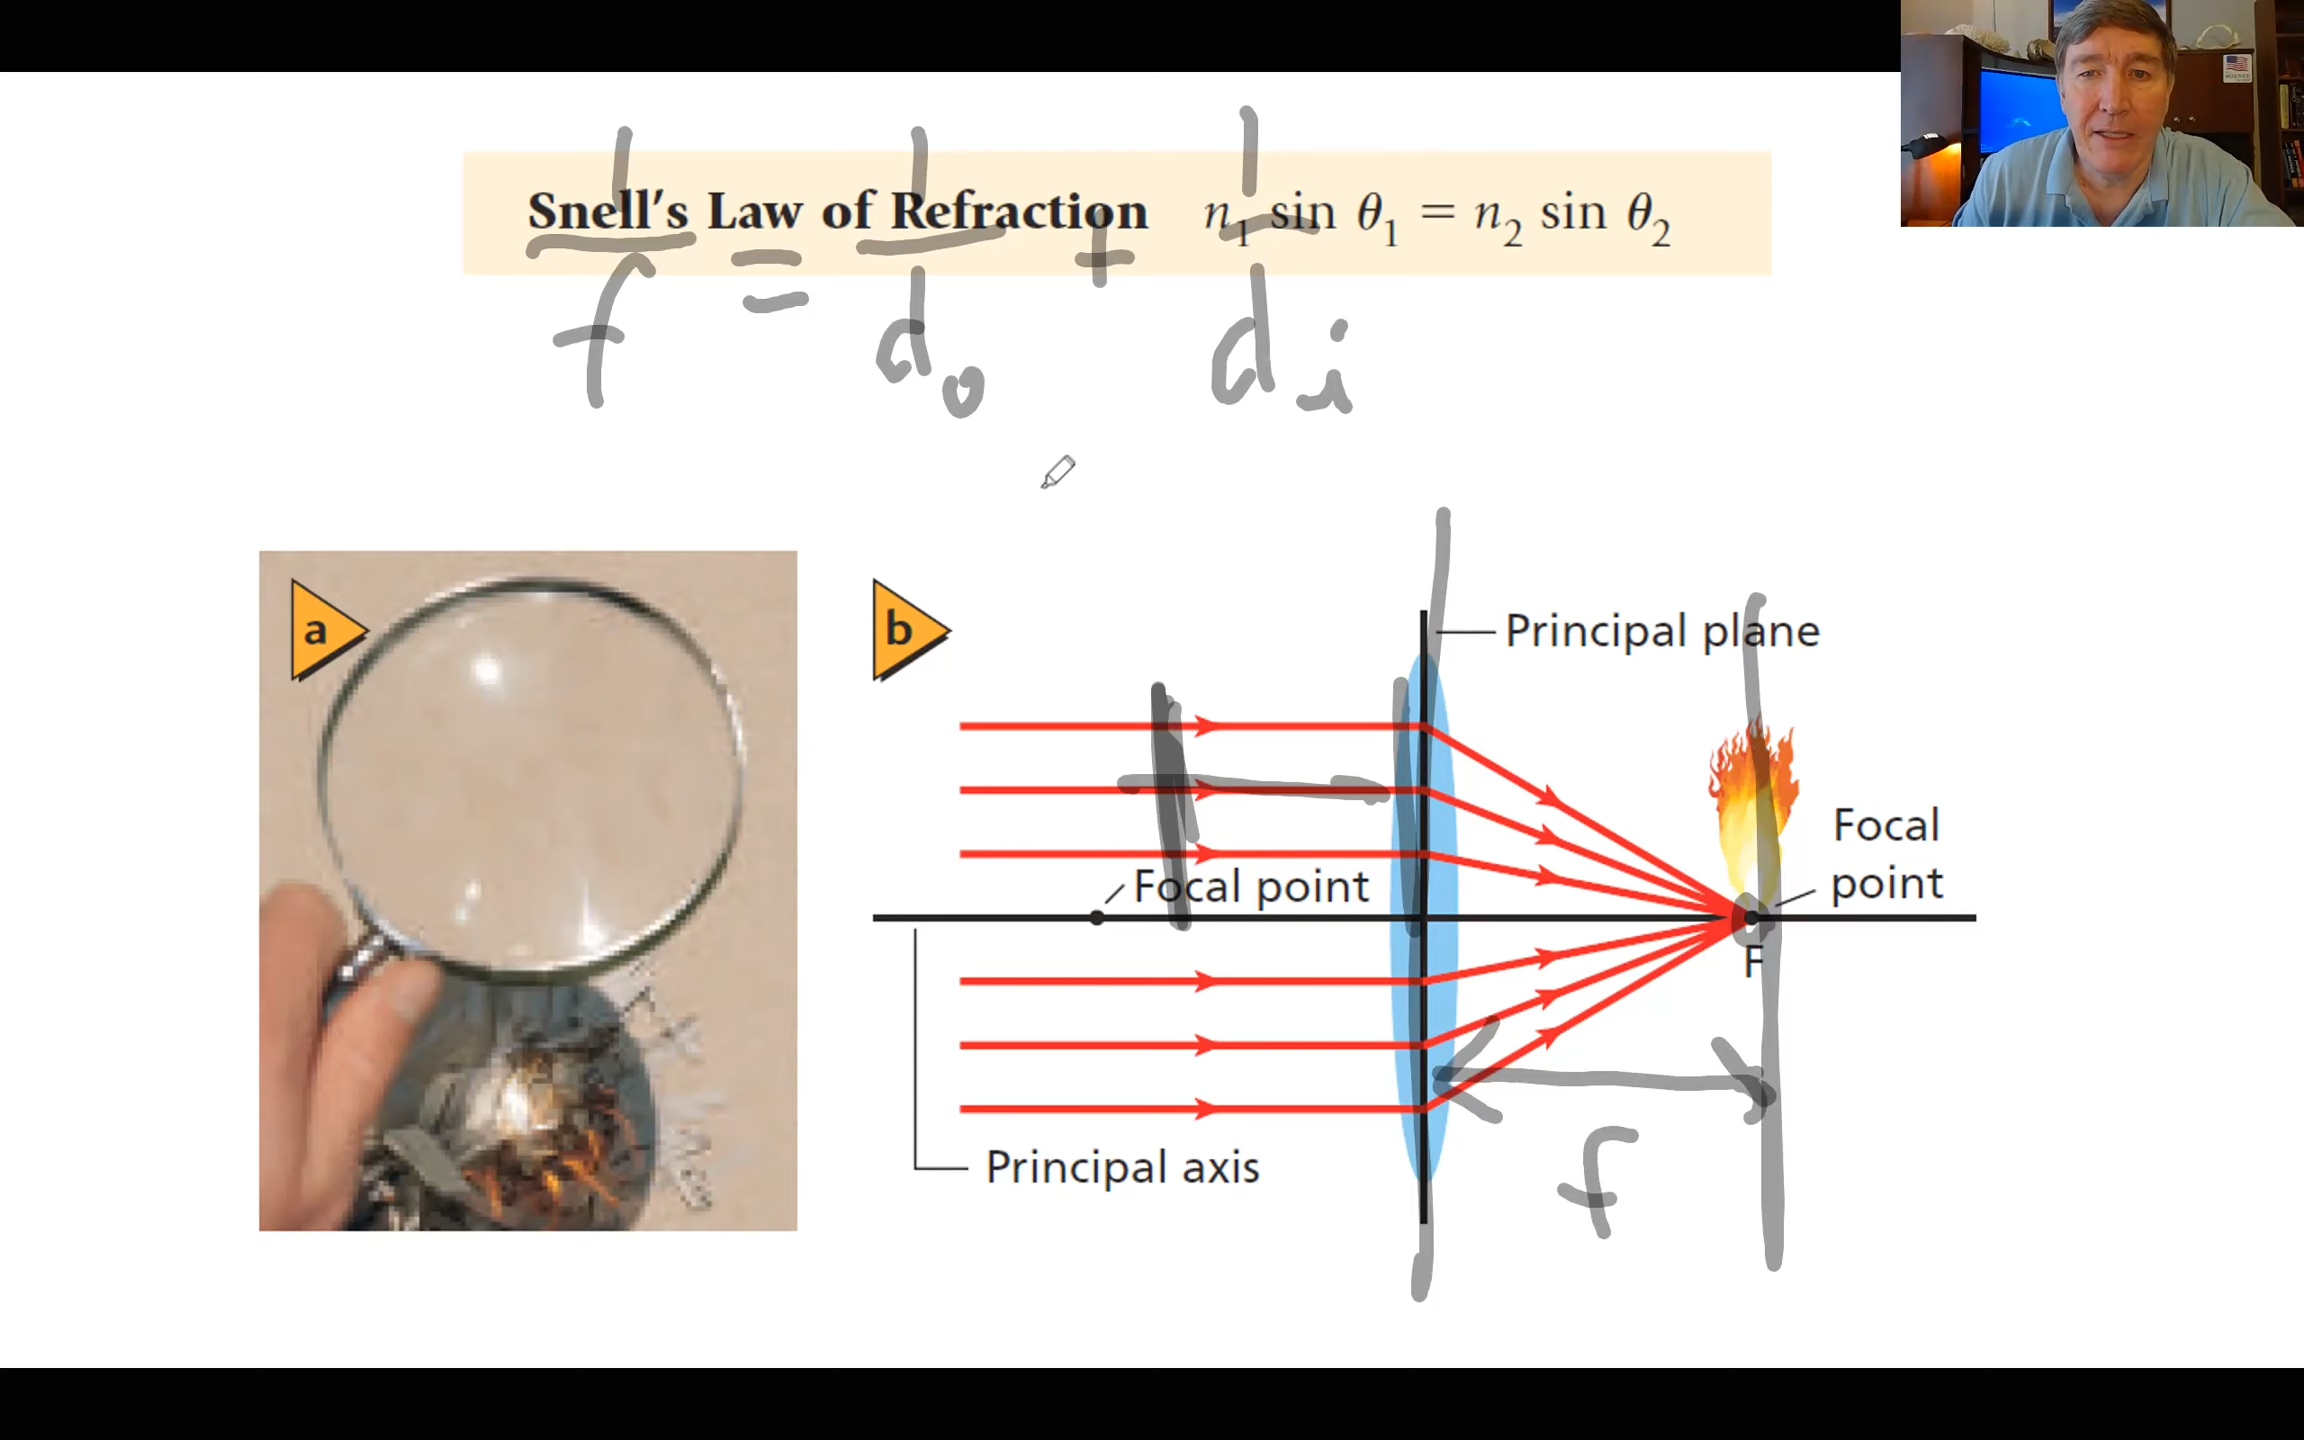 Snell's Law of Refraction n₁ sin θ₁ = n₂ sin θ₂
1/f = 1/dₒ + 1/dᵢ
a
b
Principal plane
Focal
point
Focal point
F
f
Principal axis